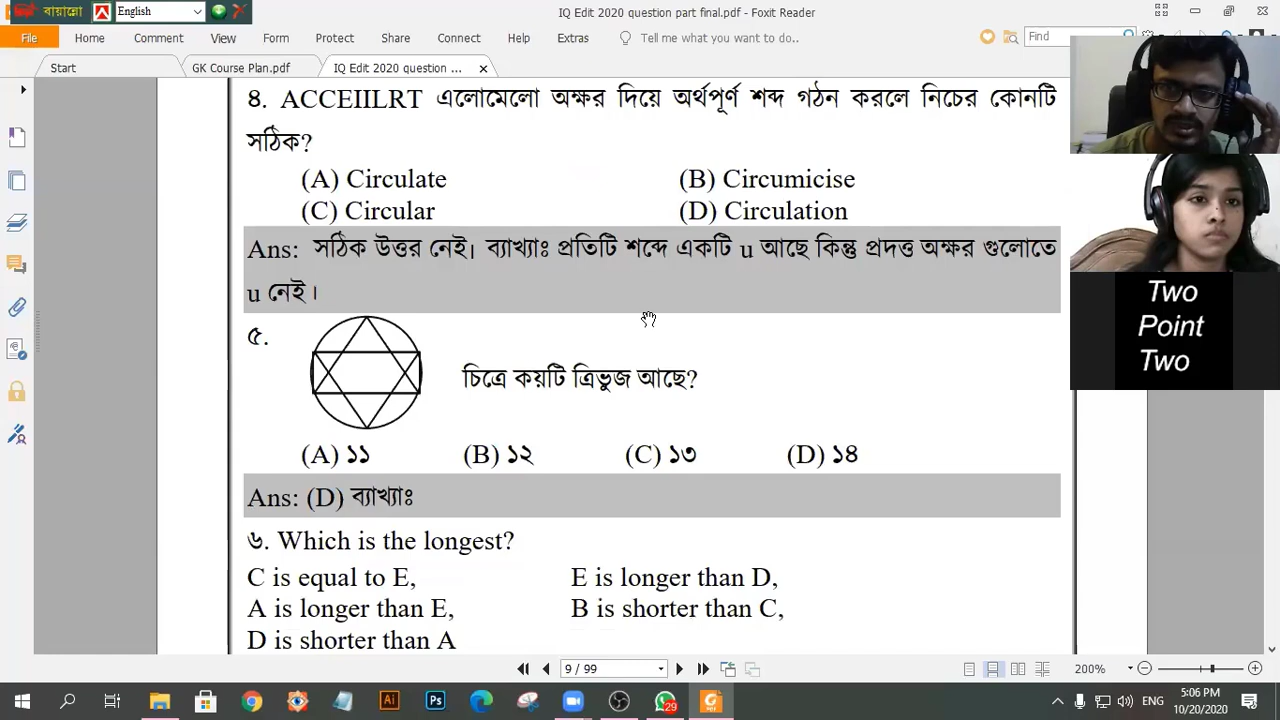 বায়ান্নো English
IQ Edit 2020 question part final.pdf - Foxit Reader
File Home Comment View Form Protect Share Connect Help Extras Tell me what you want to do.. Find
Start GK Course Plan.pdf IQ Edit 2020 question ...
৪. ACCEIILRT এলোমেলো অক্ষর দিয়ে অর্থপূর্ণ শব্দ গঠন করলে নিচের কোনটি
সঠিক?
(A) Circulate (B) Circumicise
(C) Circular (D) Circulation
Ans: সঠিক উত্তর নেই। ব্যাখ্যাঃ প্রতিটি শব্দে একটি u আছে কিন্তু প্রদত্ত অক্ষর গুলোতে
u নেই।
৫. চিত্রে কয়টি ত্রিভুজ আছে?
(A) ১১ (B) ১২ (C) ১৩ (D) ১৪
Ans: (D) ব্যাখ্যাঃ
৬. Which is the longest?
C is equal to E, E is longer than D,
A is longer than E, B is shorter than C,
D is shorter than A
Two
Point
Two
9 / 99 200%
29 ENG 5:06 PM
10/20/2020